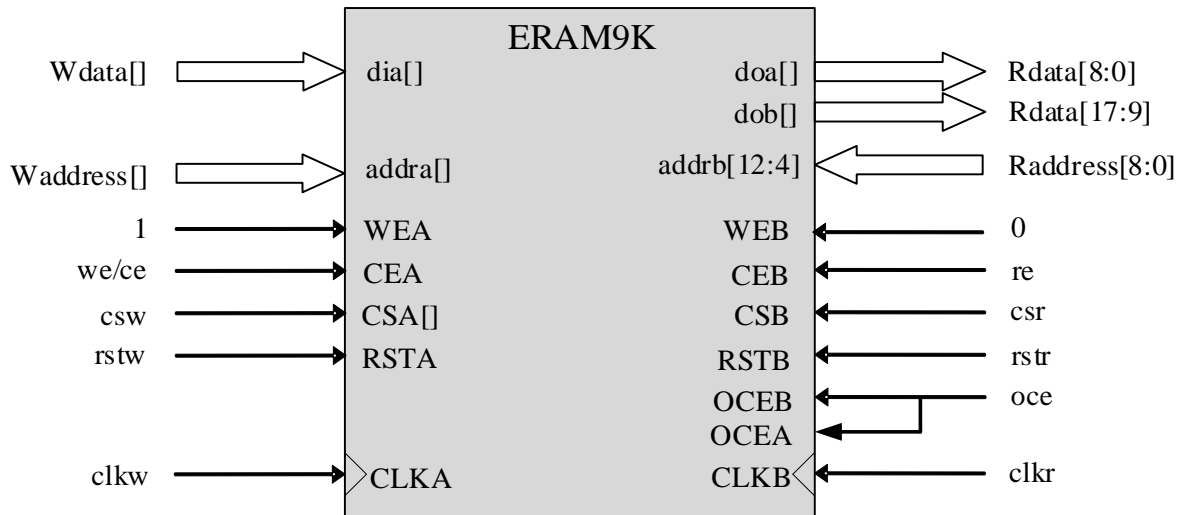 ERAM9K
Wdata[] dia[] doa[] Rdata[8:0]
dob[] Rdata[17:9]
Waddress[] addra[] addrb[12:4] Raddress[8:0]
1 WEA WEB 0
we/ce CEA CEB re
csw CSA[] CSB csr
rstw RSTA RSTB rstr
OCEB oce
OCEA
clkw CLKA CLKB clkr